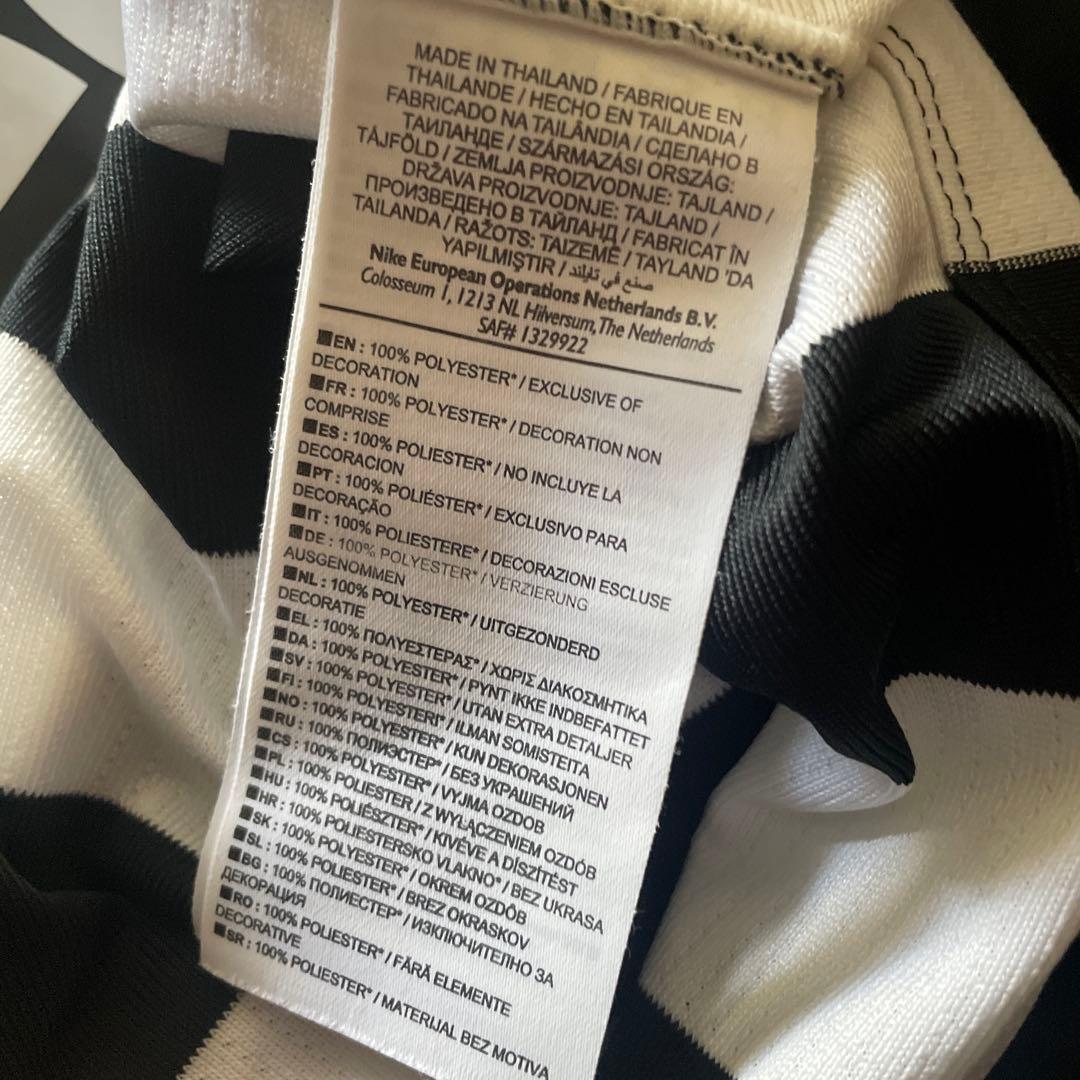 MADE IN THAILAND / FABRIQUE EN
THAILANDE / HECHO EN TAILANDIA /
FABRICADO NA TAILÂNDIA / СДЕЛАНО В
ТАИЛАНДЕ / SZÁRMAZÁSI ORSZÁG:
TÁJFÖLD / ZEMLJA PROIZVODNJE: TAJLAND /
DRŽAVA PROIZVODNJE: TAJLAND /
ПРОИЗВЕДЕНО В ТАЙЛАНД / FABRICAT ÎN
TAILANDA / RAŽOTS: TAIZEMĒ / TAYLAND 'DA
YAPILMIŞTIR / صنع في تايلند
Nike European Operations Netherlands B.V.
Colosseum 1, 1213 NL Hilversum, The Netherlands
SAF# 1329922
EN : 100% POLYESTER* / EXCLUSIVE OF
DECORATION
FR : 100% POLYESTER* / DECORATION NON
COMPRISE
ES : 100% POLIESTER* / NO INCLUYE LA
DECORACION
PT : 100% POLIÉSTER* / EXCLUSIVO PARA
DECORAÇÃO
IT : 100% POLIESTERE* / DECORAZIONI ESCLUSE
DE : 100% POLYESTER* / VERZIERUNG
AUSGENOMMEN
NL : 100% POLYESTER* / UITGEZONDERD
DECORATIE
EL : 100% ΠΟΛΥΕΣΤΕΡΑΣ* / ΧΩΡΙΣ ΔΙΑΚΟΣΜΗΤΙΚΑ
DA : 100% POLYESTER* / PYNT IKKE INDBEFATTET
SV : 100% POLYESTER* / UTAN EXTRA DETALJER
FI : 100% POLYESTERI* / ILMAN SOMISTEITA
NO : 100% POLYESTER* / KUN DEKORASJONEN
RU : 100% ПОЛИЭСТЕР* / БЕЗ УКРАШЕНИЙ
CS : 100% POLYESTER* / VYJMA OZDOB
PL : 100% POLIESTER / Z WYŁĄCZENIEM OZDÓB
HU : 100% POLIÉSZTER* / KIVÉVE A DÍSZÍTÉST
HR : 100% POLIESTERSKO VLAKNO* / BEZ UKRASA
SK : 100% POLYESTER* / OKREM OZDÔB
SL : 100% POLIESTER* / BREZ OKRASKOV
BG : 100% ПОЛИЕСТЕР* / ИЗКЛЮЧИТЕЛНО ЗА
ДЕКОРАЦИЯ
RO : 100% POLIESTER* / FĂRĂ ELEMENTE
DECORATIVE
SR : 100% POLIESTER* / MATERIJAL BEZ MOTIVA